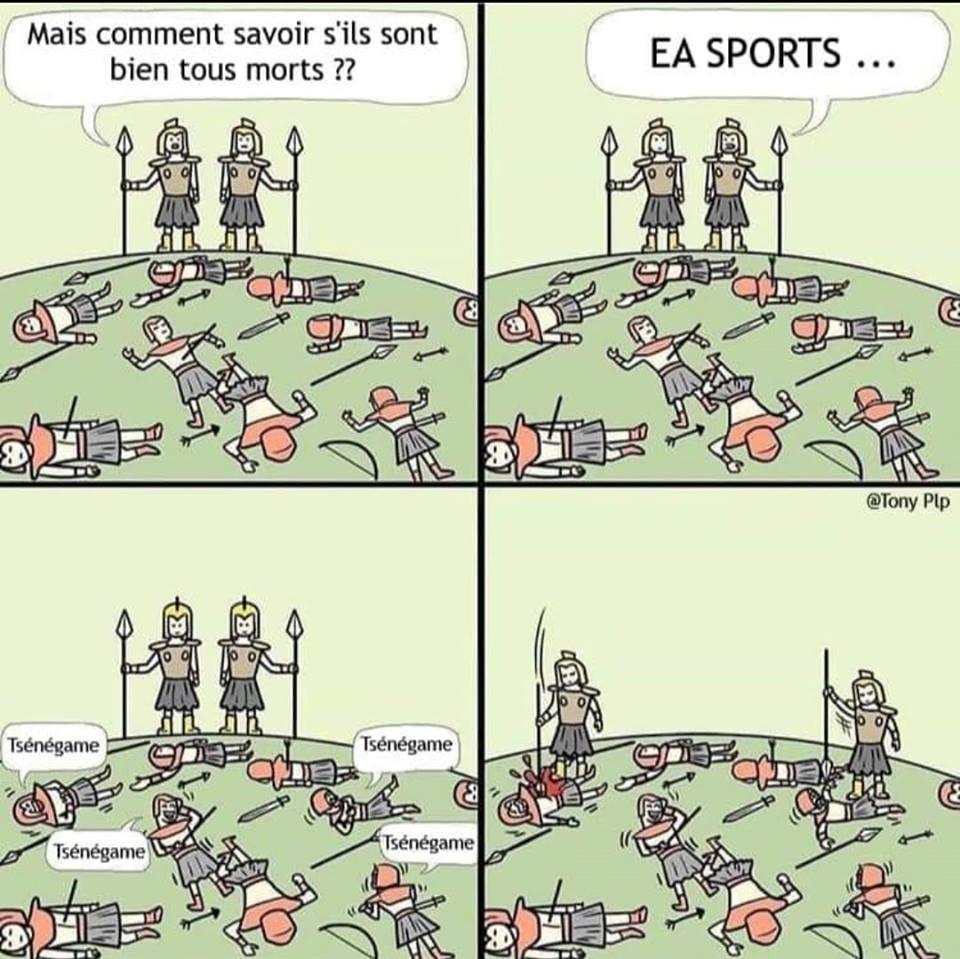 Mais comment savoir s'ils sont
bien tous morts ??
EA SPORTS ...
Tsénégame
Tsénégame
Tsénégame
Tsénégame
@Tony Plp